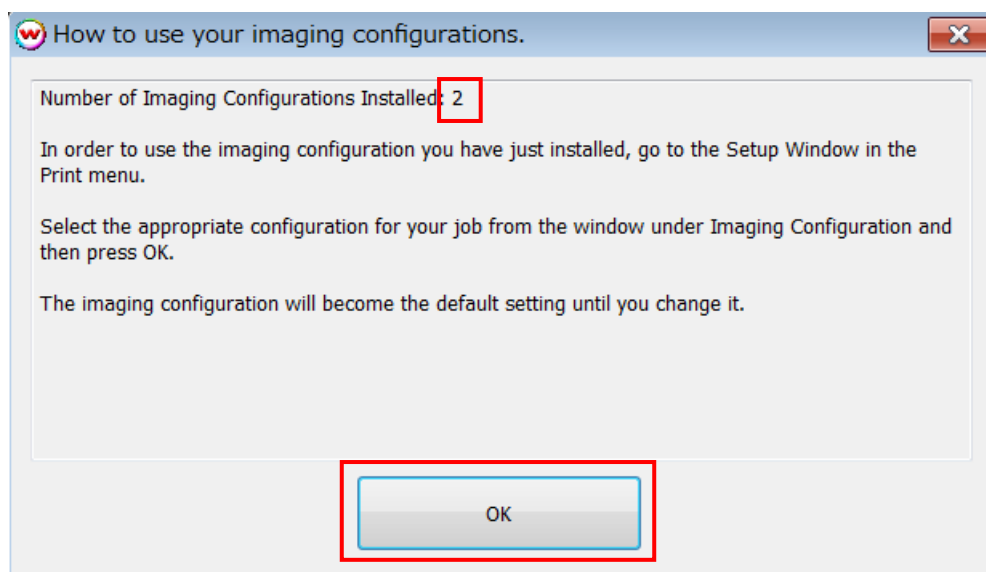 How to use your imaging configurations.
Number of Imaging Configurations Installed: 2
In order to use the imaging configuration you have just installed, go to the Setup Window in the
Print menu.
Select the appropriate configuration for your job from the window under Imaging Configuration and
then press OK.
The imaging configuration will become the default setting until you change it.
OK